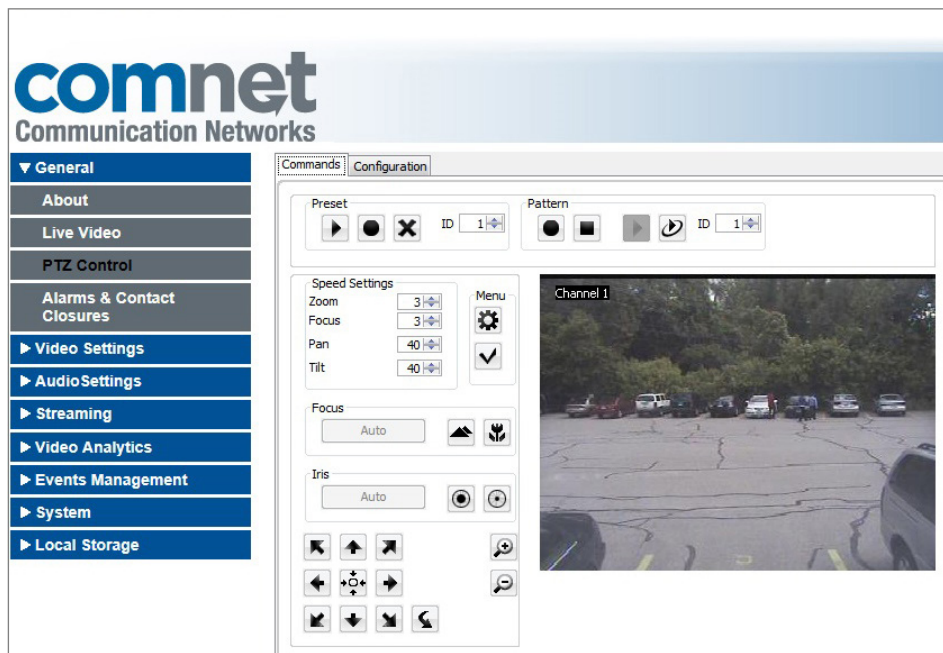 comnet
Communication Networks
General
About
Live Video
PTZ Control
Alarms & Contact
Closures
Video Settings
AudioSettings
Streaming
Video Analytics
Events Management
System
Local Storage
Commands Configuration
Preset
ID 1
Pattern
ID 1
Speed Settings
Zoom 3
Focus 3
Pan 40
Tilt 40
Menu
Focus
Auto
Iris
Auto
Channel 1